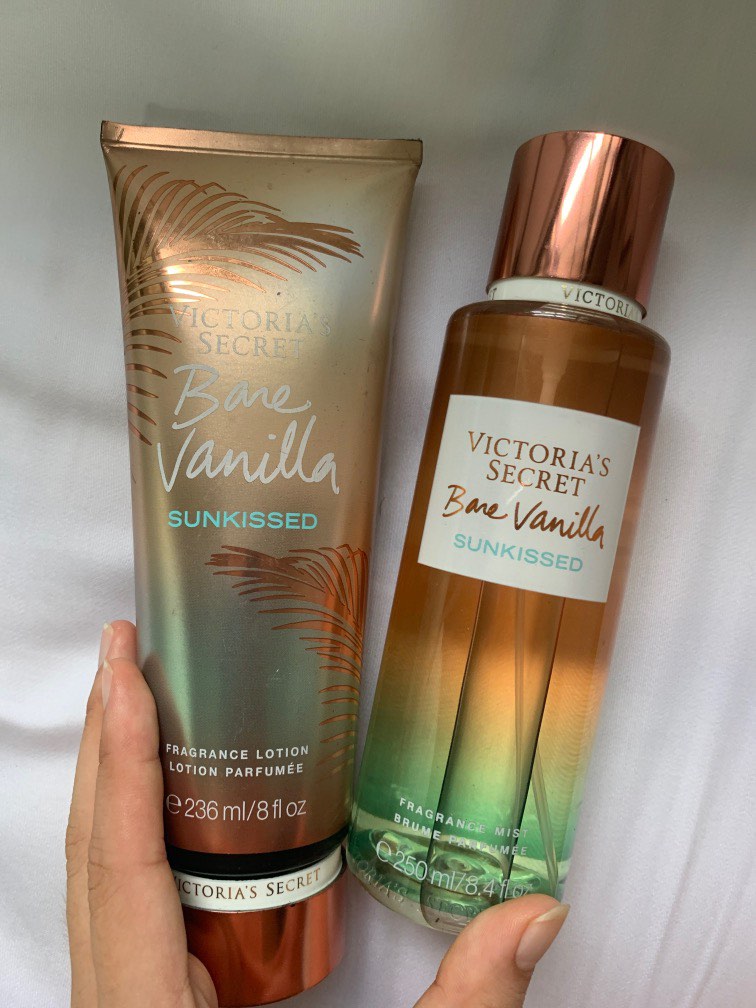 VICTORIA'S
SECRET
Bare
Vanilla
SUNKISSED
FRAGRANCE LOTION
LOTION PARFUMÉE
℮ 236 ml/8 fl oz
VICTORIA'S SECRET
VICTORIA
VICTORIA'S
SECRET
Bare Vanilla
SUNKISSED
FRAGRANCE MIST
BRUME PARFUMÉE
℮ 250 ml/8.4 fl oz